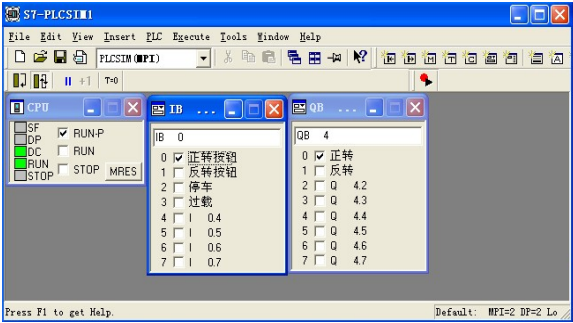 S7-PLCSIM1
File Edit View Insert PLC Execute Tools Window Help
PLCSIM(MPI)
+1 T=0
CPU
SF
DP
DC
RUN
STOP
RUN-P
RUN
STOP
MRES
IB ...
IB 0
0 正转按钮
1 反转按钮
2 停车
3 过载
4 I 0.4
5 I 0.5
6 I 0.6
7 I 0.7
QB ...
QB 4
0 正转
1 反转
2 Q 4.2
3 Q 4.3
4 Q 4.4
5 Q 4.5
6 Q 4.6
7 Q 4.7
Press F1 to get Help.
Default: MPI=2 DP=2 Lo